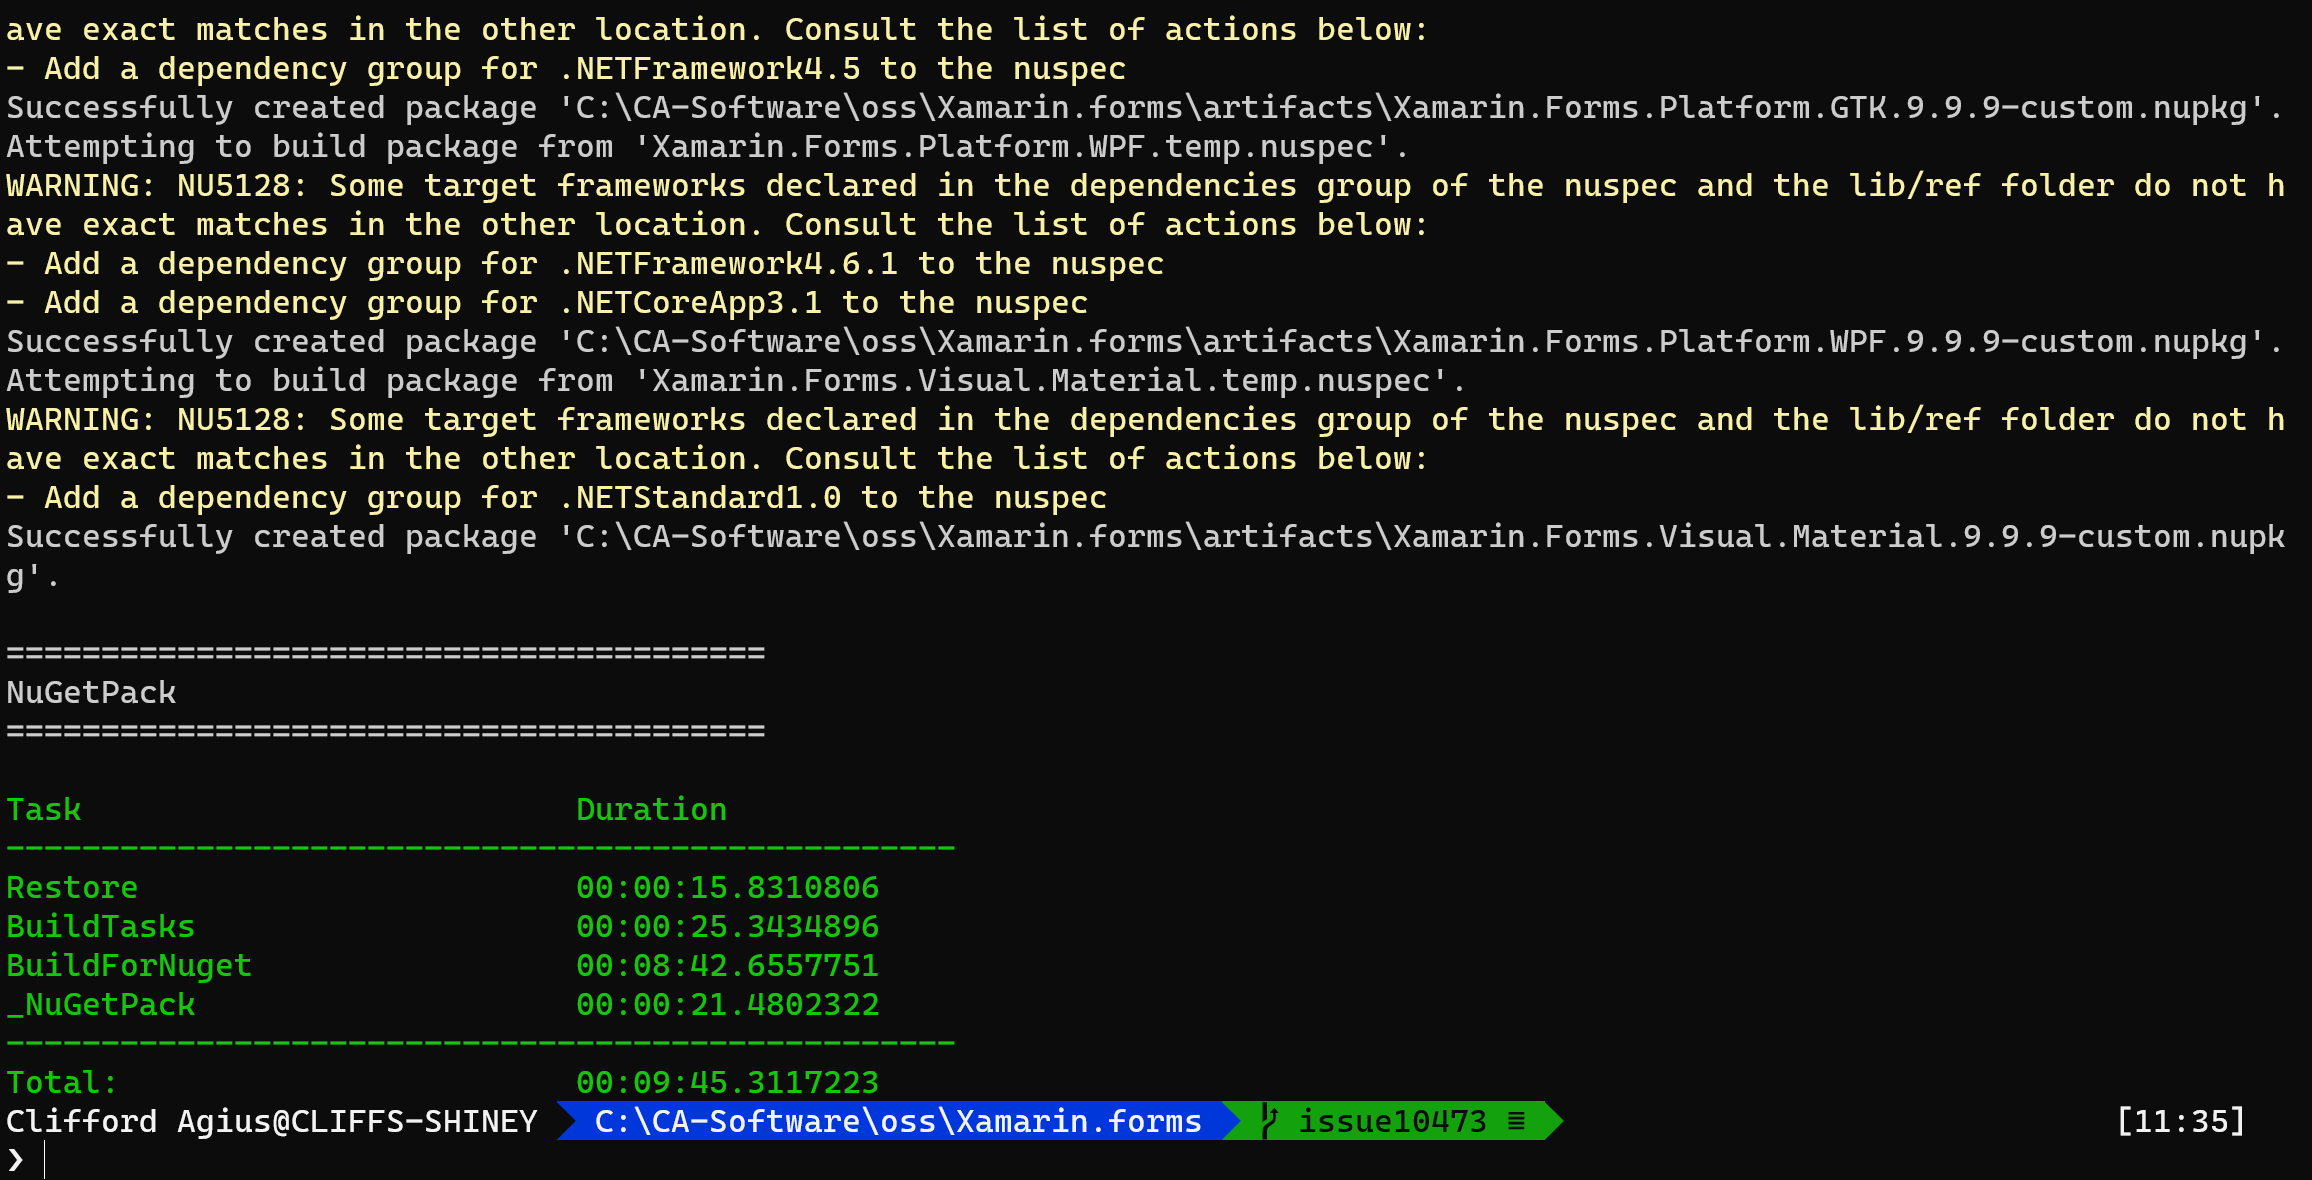 ave exact matches in the other location. Consult the list of actions below:
- Add a dependency group for .NETFramework4.5 to the nuspec
Successfully created package 'C:\CA-Software\oss\Xamarin.forms\artifacts\Xamarin.Forms.Platform.GTK.9.9.9-custom.nupkg'.
Attempting to build package from 'Xamarin.Forms.Platform.WPF.temp.nuspec'.
WARNING: NU5128: Some target frameworks declared in the dependencies group of the nuspec and the lib/ref folder do not h
ave exact matches in the other location. Consult the list of actions below:
- Add a dependency group for .NETFramework4.6.1 to the nuspec
- Add a dependency group for .NETCoreApp3.1 to the nuspec
Successfully created package 'C:\CA-Software\oss\Xamarin.forms\artifacts\Xamarin.Forms.Platform.WPF.9.9.9-custom.nupkg'.
Attempting to build package from 'Xamarin.Forms.Visual.Material.temp.nuspec'.
WARNING: NU5128: Some target frameworks declared in the dependencies group of the nuspec and the lib/ref folder do not h
ave exact matches in the other location. Consult the list of actions below:
- Add a dependency group for .NETStandard1.0 to the nuspec
Successfully created package 'C:\CA-Software\oss\Xamarin.forms\artifacts\Xamarin.Forms.Visual.Material.9.9.9-custom.nupk
g'.
========================================
NuGetPack
========================================
Task                          Duration
--------------------------------------------------
Restore                       00:00:15.8310806
BuildTasks                    00:00:25.3434896
BuildForNuget                 00:08:42.6557751
_NuGetPack                    00:00:21.4802322
--------------------------------------------------
Total:                        00:09:45.3117223
Clifford Agius@CLIFFS-SHINEY C:\CA-Software\oss\Xamarin.forms issue10473 ≣ [11:35]
❯